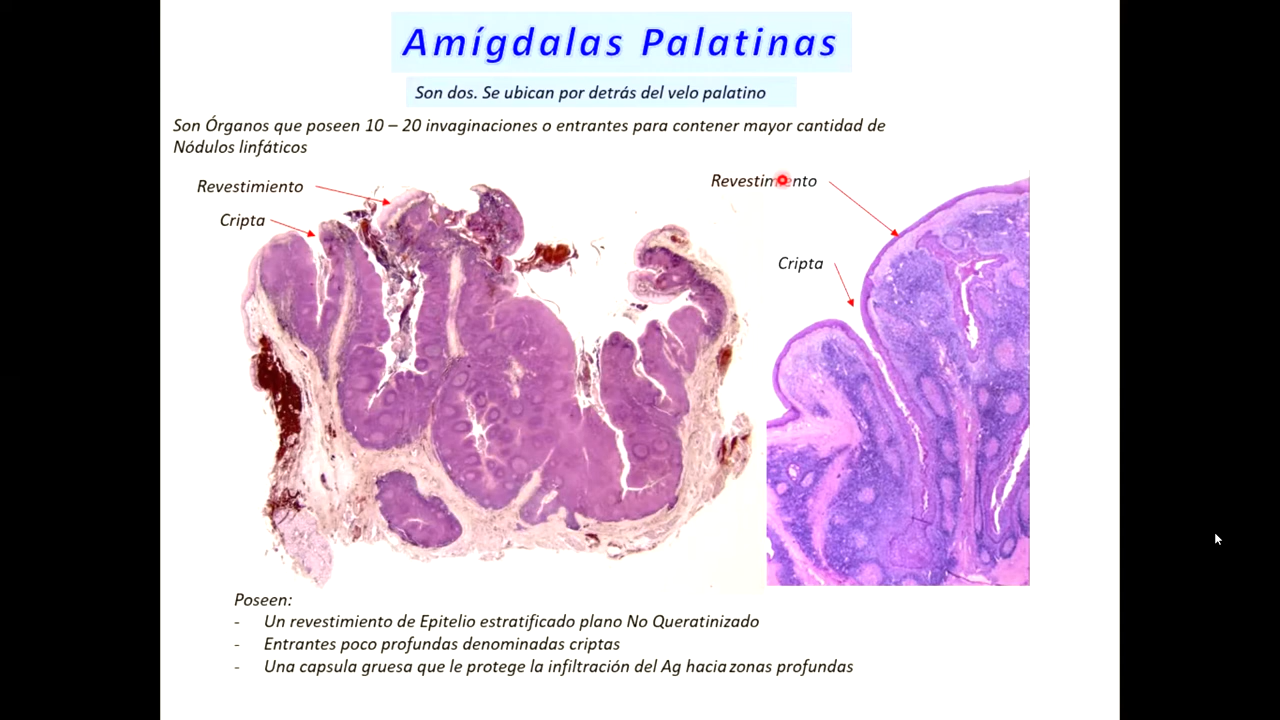 Amígdalas Palatinas
Son dos. Se ubican por detrás del velo palatino
Son Órganos que poseen 10 – 20 invaginaciones o entrantes para contener mayor cantidad de
Nódulos linfáticos
Revestimiento
Cripta
Revestimiento
Cripta
Poseen:
- Un revestimiento de Epitelio estratificado plano No Queratinizado
- Entrantes poco profundas denominadas criptas
- Una capsula gruesa que le protege la infiltración del Ag hacia zonas profundas